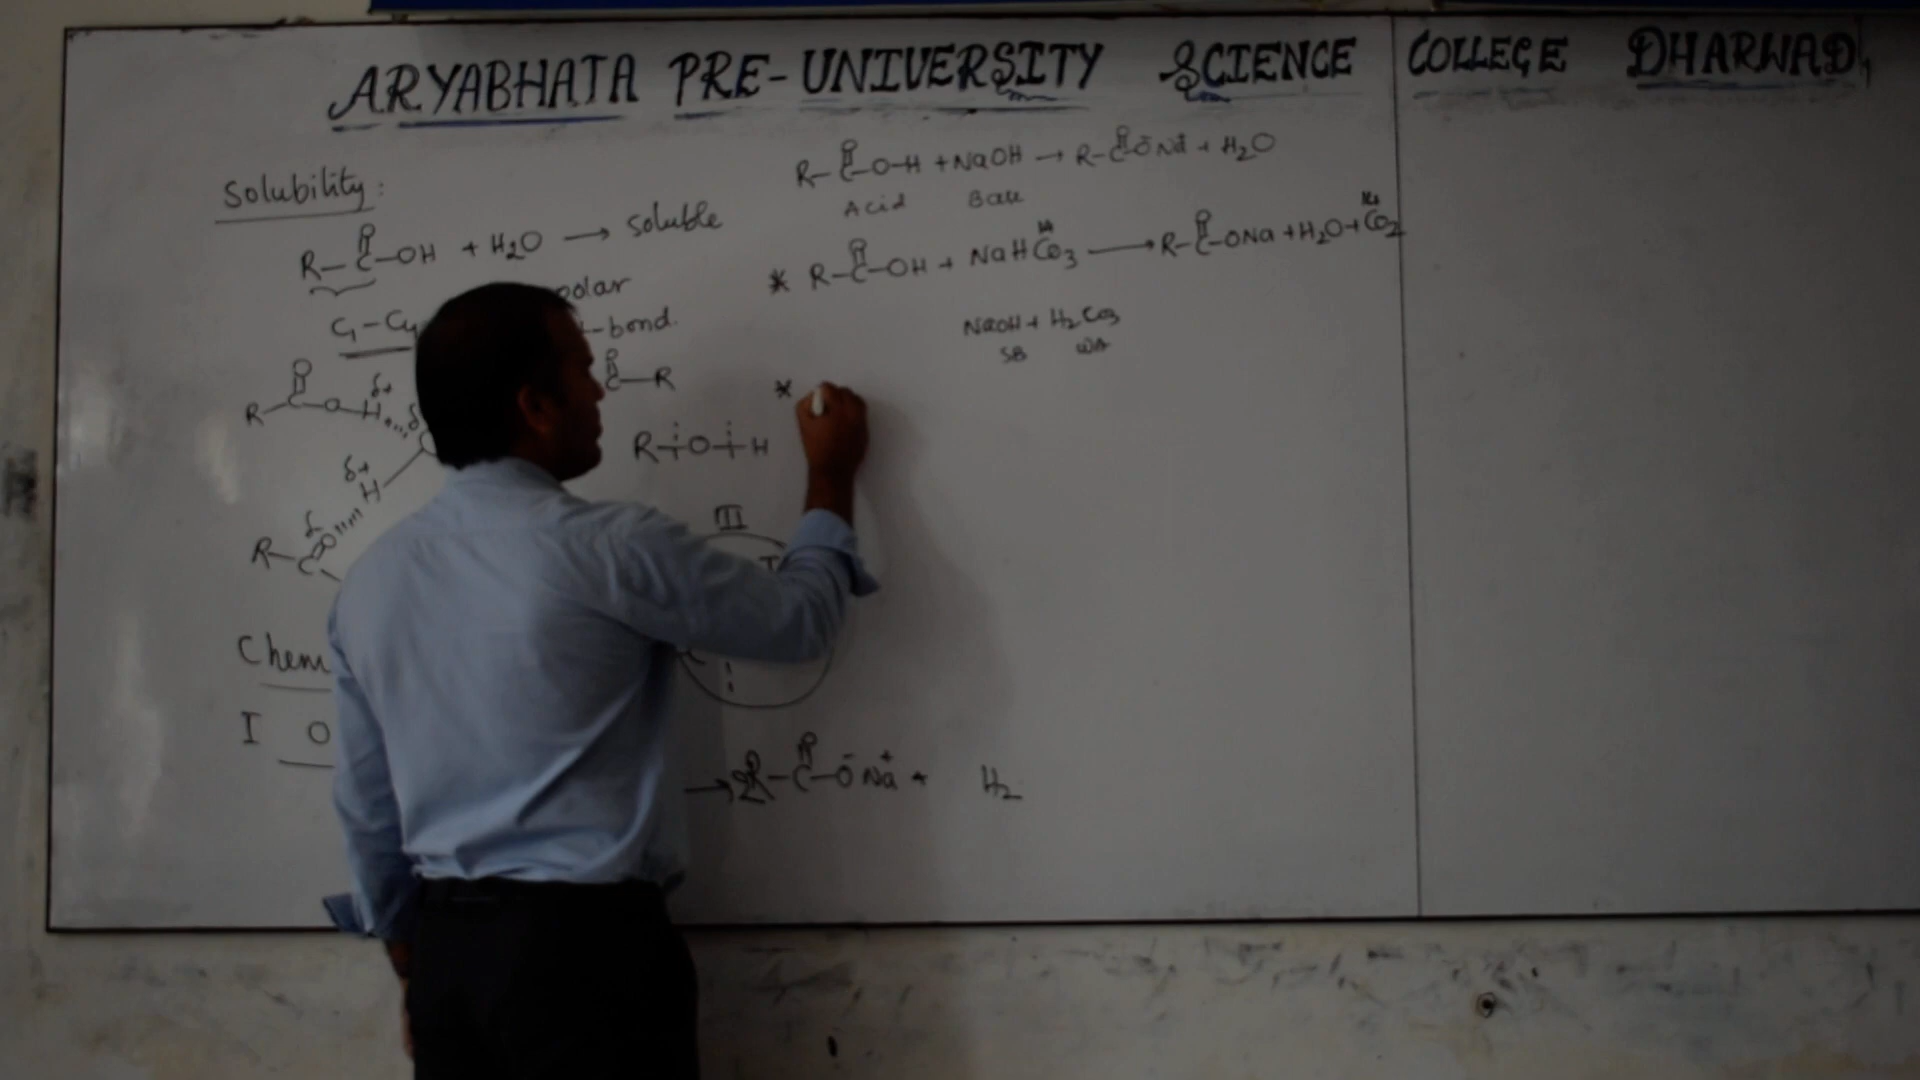 ARYABHATA PRE-UNIVERSITY SCIENCE COLLEGE DHARWAD
Solubility:
R-C(=O)-OH + H2O → soluble
polar
C1-C4
-bond.
R-C(=O)-O-H δ+
C(=O)-R
R-O-H
δ+
H
R-C=O
III
Chem
I O
→ R-C(=O)-O⁻Na⁺ + H2
R-C(=O)-O-H + NaOH → R-C(=O)-O⁻Na⁺ + H2O
Acid Base
* R-C(=O)-OH + NaHCO3 → R-C(=O)-ONa + H2O + CO2
NaOH + H2CO3
SB WA
*